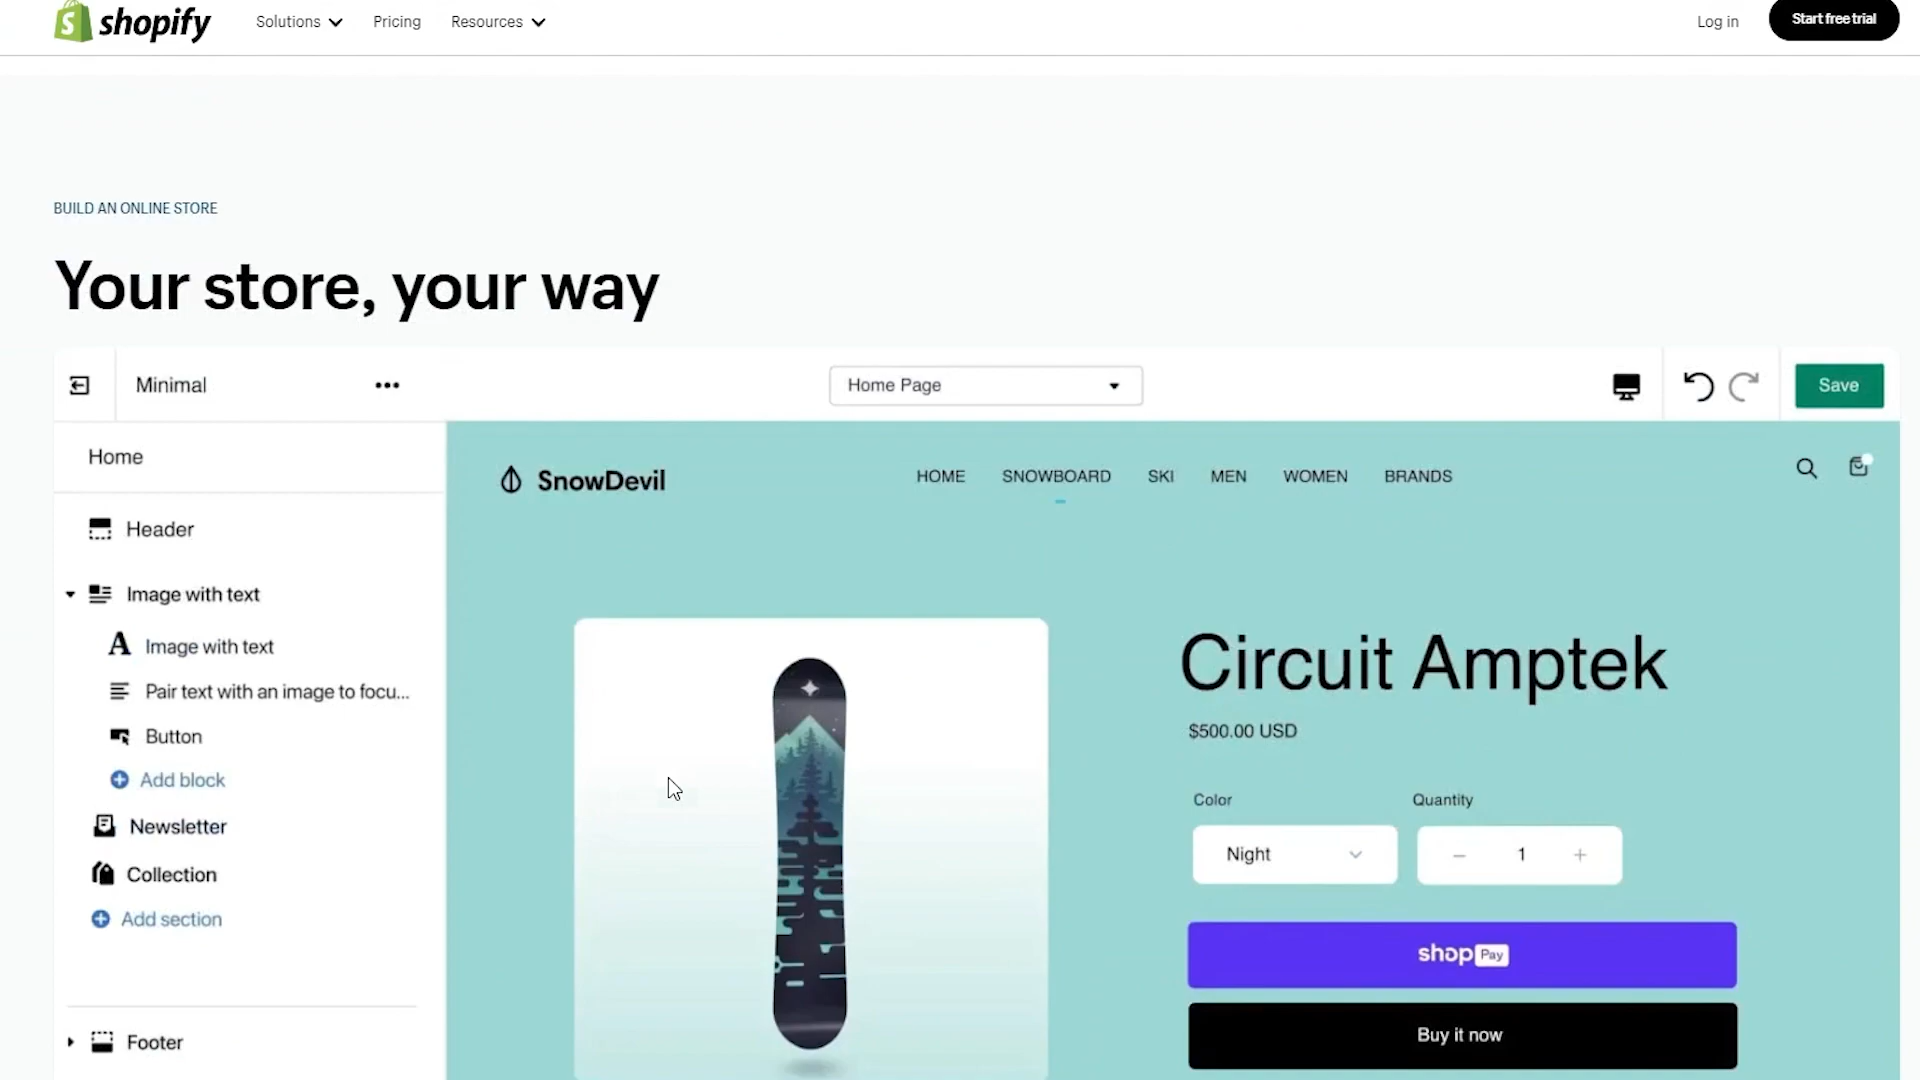 shopify Solutions Pricing Resources Log in Start free trial
BUILD AN ONLINE STORE
Your store, your way
Minimal ••• Home Page Save
Home
Header
Image with text
Image with text
Pair text with an image to focu...
Button
Add block
Newsletter
Collection
Add section
Footer
SnowDevil HOME SNOWBOARD SKI MEN WOMEN BRANDS
Circuit Amptek
$500.00 USD
Color Quantity
Night – 1 +
shop Pay
Buy it now